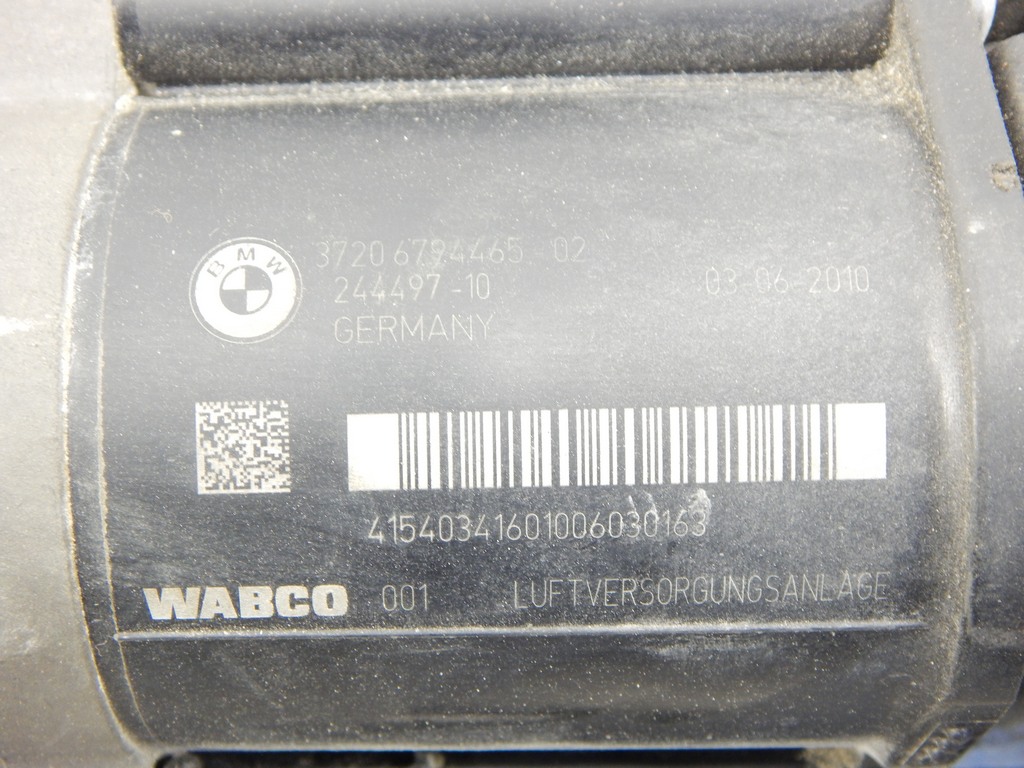 BMW
3720 6794465 02
244497-10 03-06-2010
GERMANY
41540341601006030163
WABCO 001 LUFTVERSORGUNGSANLAGE